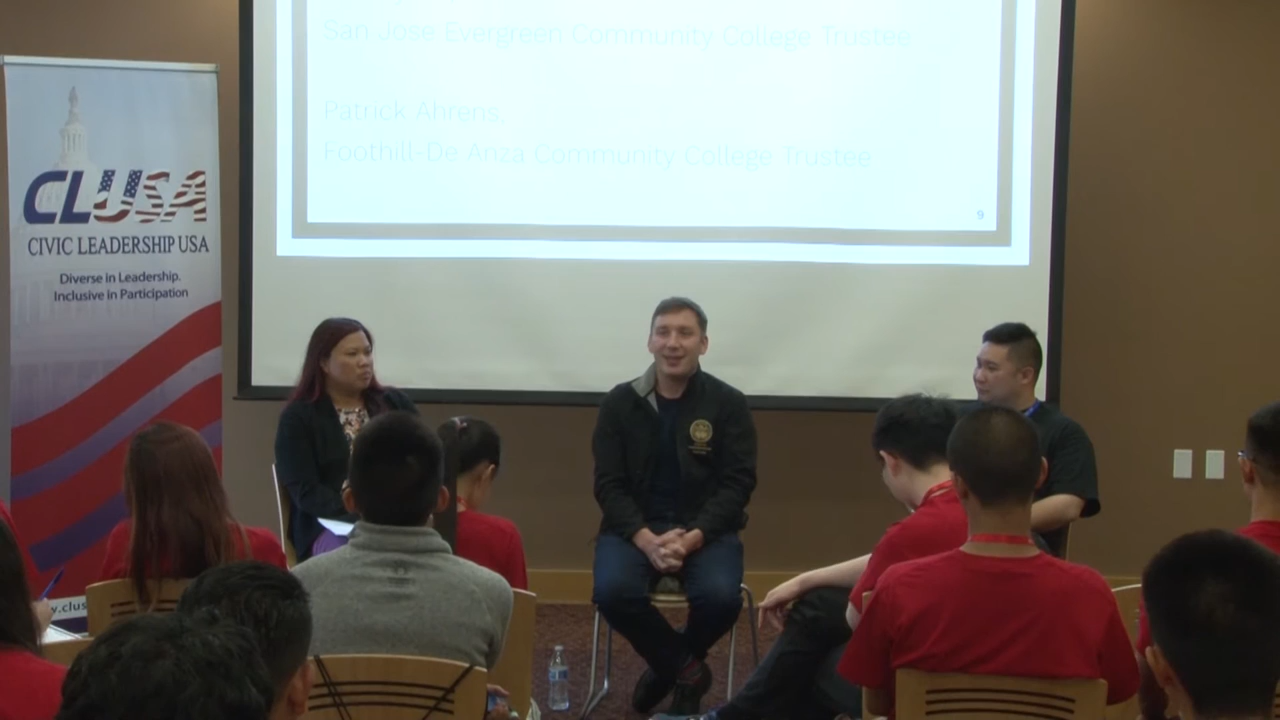 San Jose Evergreen Community College Trustee
Patrick Ahrens,
Foothill-De Anza Community College Trustee
9
CLUSA
CIVIC LEADERSHIP USA
Diverse in Leadership.
Inclusive in Participation